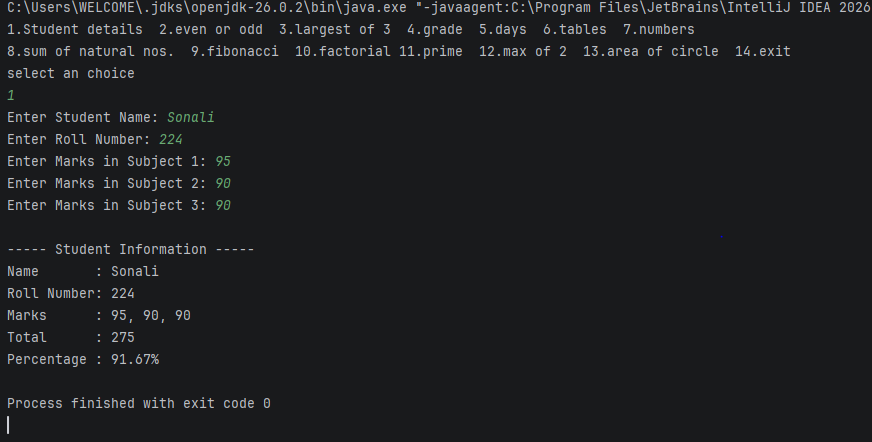 C:\Users\WELCOME\.jdks\openjdk-26.0.2\bin\java.exe "-javaagent:C:\Program Files\JetBrains\IntelliJ IDEA 2026
1.Student details  2.even or odd  3.largest of 3  4.grade  5.days  6.tables  7.numbers
8.sum of natural nos.  9.fibonacci  10.factorial 11.prime  12.max of 2  13.area of circle  14.exit
select an choice
1
Enter Student Name: Sonali
Enter Roll Number: 224
Enter Marks in Subject 1: 95
Enter Marks in Subject 2: 90
Enter Marks in Subject 3: 90
----- Student Information -----
Name       : Sonali
Roll Number: 224
Marks      : 95, 90, 90
Total      : 275
Percentage : 91.67%
Process finished with exit code 0